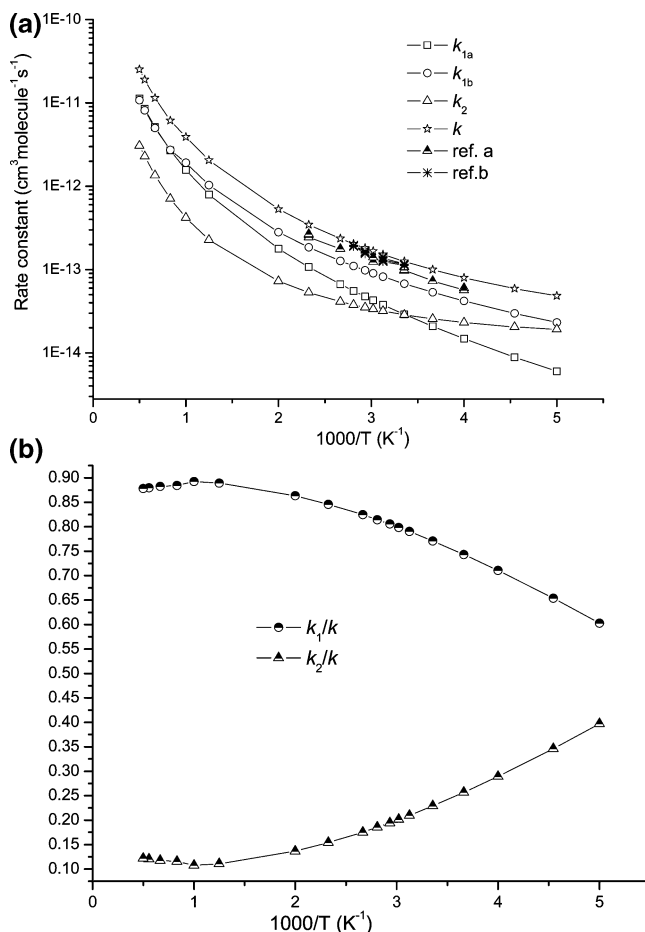 (a)
1E-10
1E-11
1E-12
1E-13
1E-14
Rate constant (cm³molecule⁻¹s⁻¹)
k1a
k1b
k2
k
ref. a
ref.b
0 1 2 3 4 5
1000/T (K⁻¹)
(b)
0.90
0.85
0.80
0.75
0.70
0.65
0.60
0.55
0.50
0.45
0.40
0.35
0.30
0.25
0.20
0.15
0.10
k1/k
k2/k
0 1 2 3 4 5
1000/T (K⁻¹)